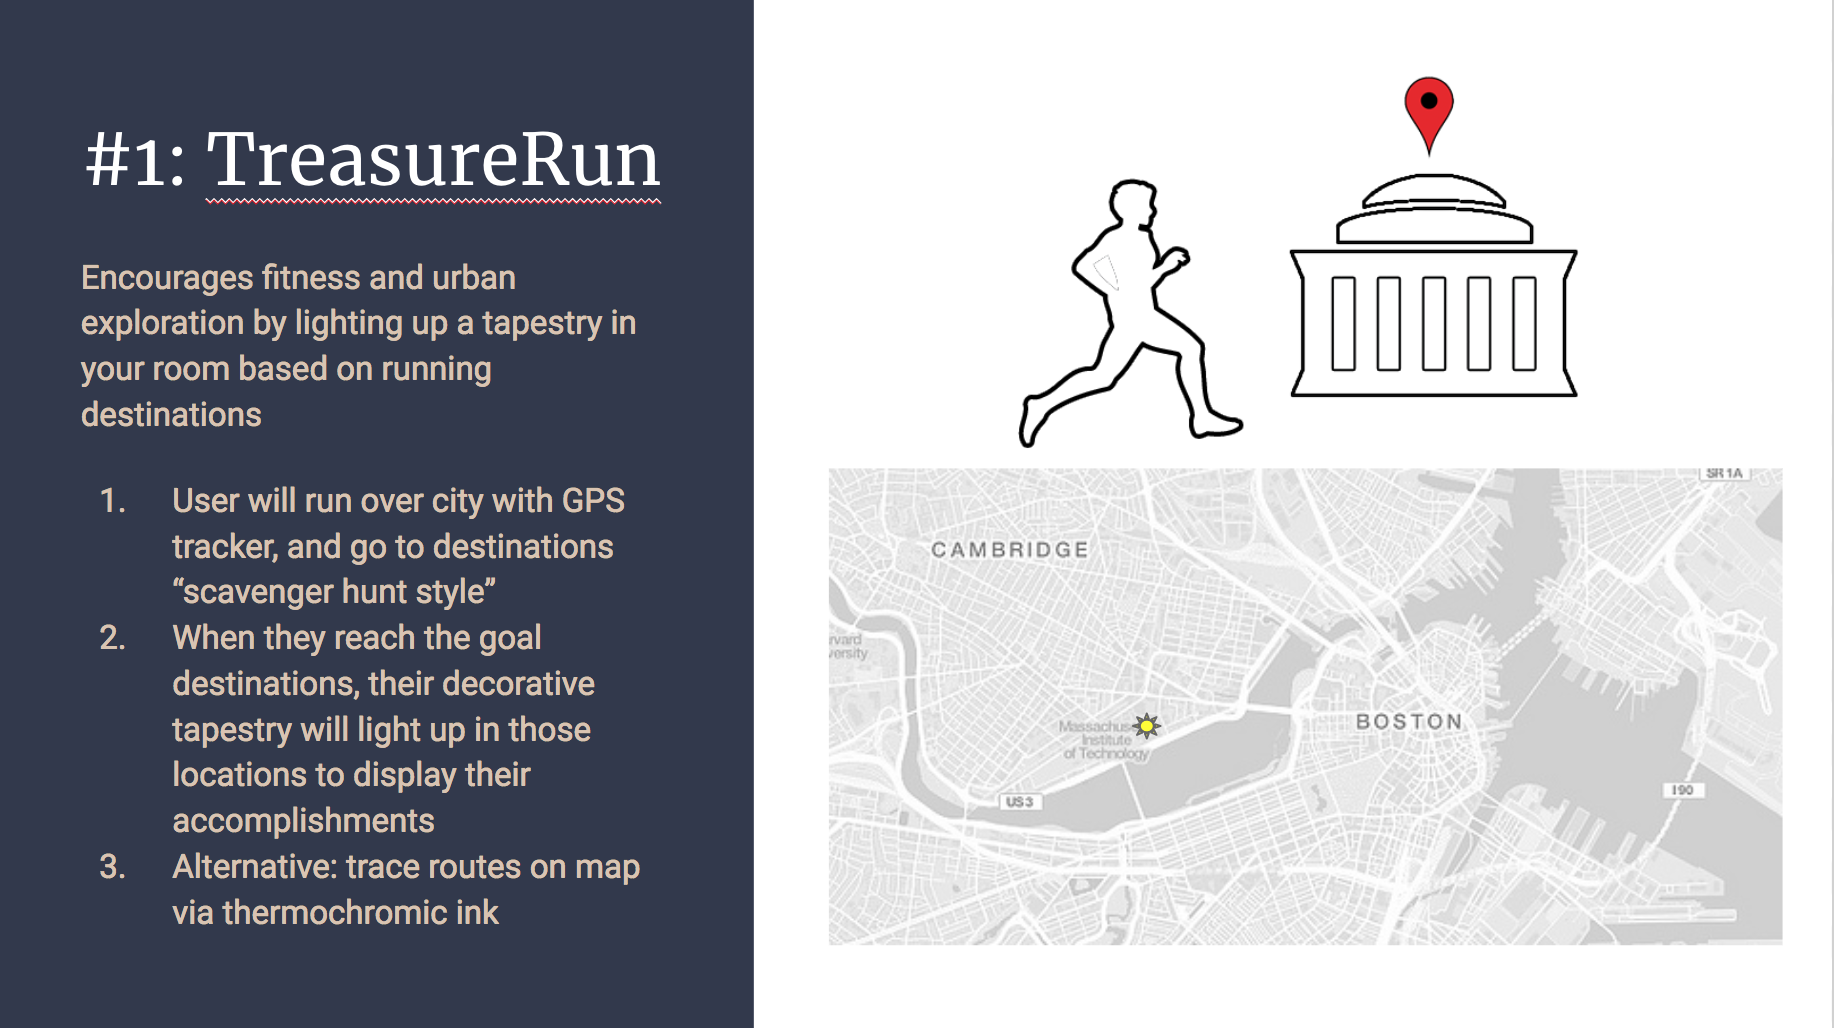 #1: TreasureRun
Encourages fitness and urban
exploration by lighting up a tapestry in
your room based on running
destinations
1. User will run over city with GPS
tracker, and go to destinations
“scavenger hunt style”
2. When they reach the goal
destinations, their decorative
tapestry will light up in those
locations to display their
accomplishments
3. Alternative: trace routes on map
via thermochromic ink
SR 1A
CAMBRIDGE
rvard
versity
BOSTON
Massachus
Institute
of Technology
US 3
I 90